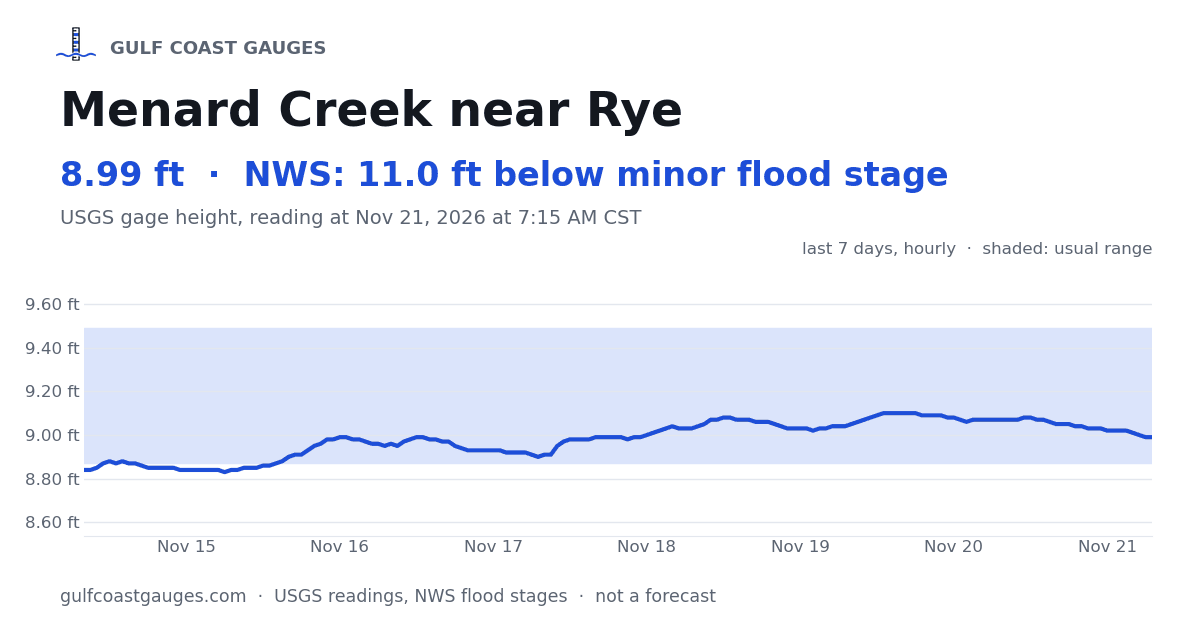 GULF COAST GAUGES
Menard Creek near Rye
8.99 ft · NWS: 11.0 ft below minor flood stage
USGS gage height, reading at Nov 21, 2026 at 7:15 AM CST
last 7 days, hourly · shaded: usual range
9.60 ft
9.40 ft
9.20 ft
9.00 ft
8.80 ft
8.60 ft
Nov 15 Nov 16 Nov 17 Nov 18 Nov 19 Nov 20 Nov 21
gulfcoastgauges.com · USGS readings, NWS flood stages · not a forecast